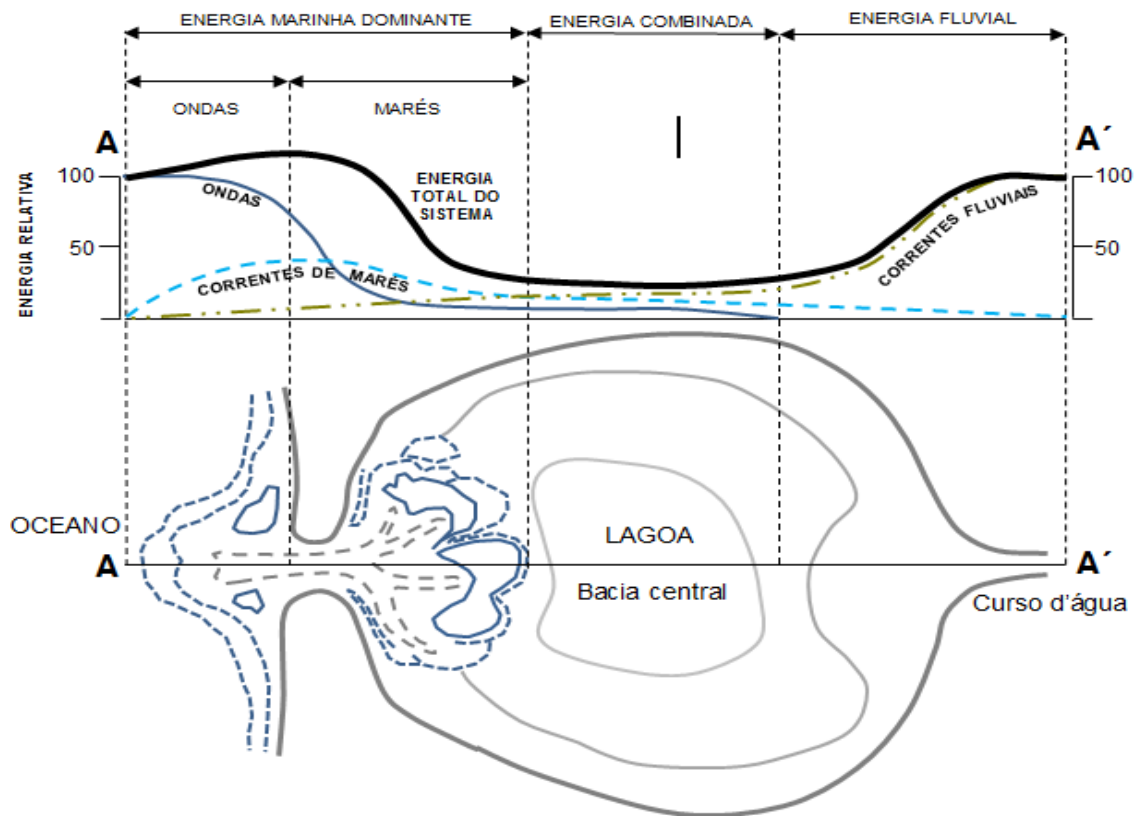 ENERGIA MARINHA DOMINANTE
ENERGIA COMBINADA
ENERGIA FLUVIAL
ONDAS
MARÉS
A
A´
ENERGIA RELATIVA
100
50
ONDAS
ENERGIA
TOTAL DO
SISTEMA
CORRENTES DE MARÉS
CORRENTES FLUVIAIS
100
50
OCEANO
A
LAGOA
Bacia central
A´
Curso d'água